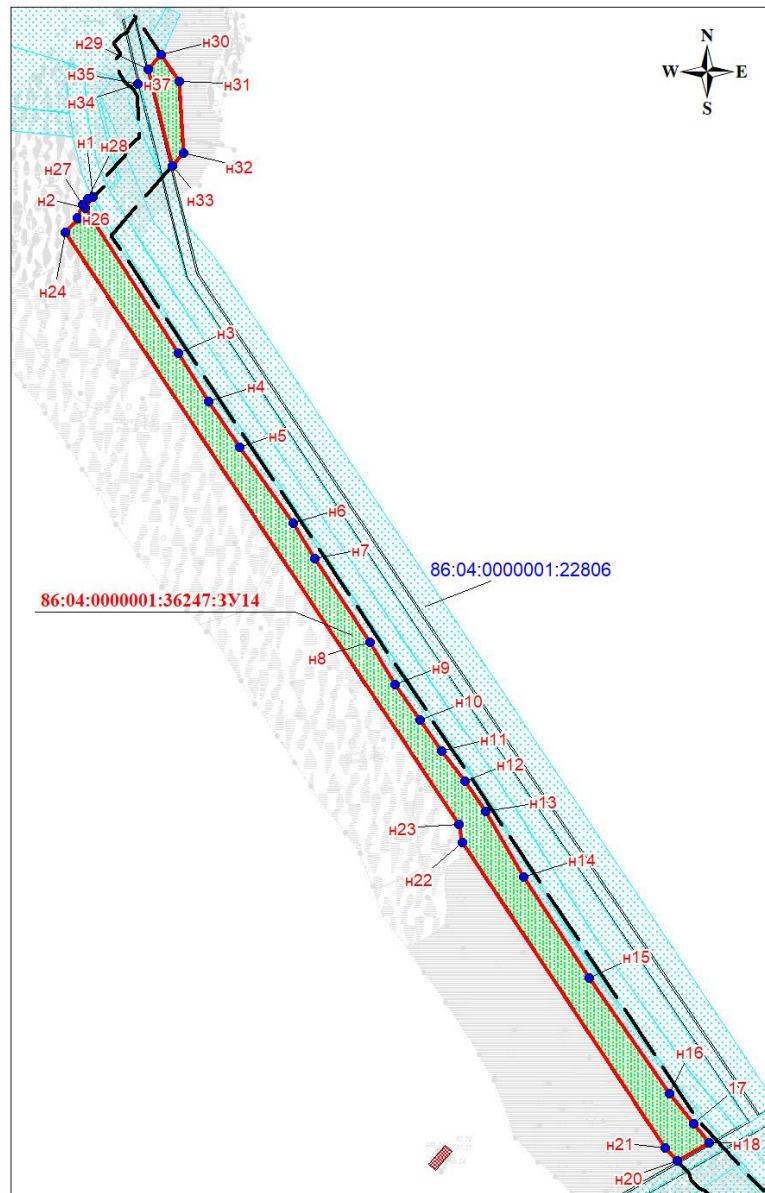 н29
н30
N
W
E
S
н35
н37
н31
н34
н1
н28
н32
н27
н33
н2
н26
н24
н3
н4
н5
н6
н7
86:04:0000001:22806
86:04:0000001:36247:ЗУ14
н8
н9
н10
н11
н12
н13
н23
н22
н14
н15
н16
17
н21
н18
н20